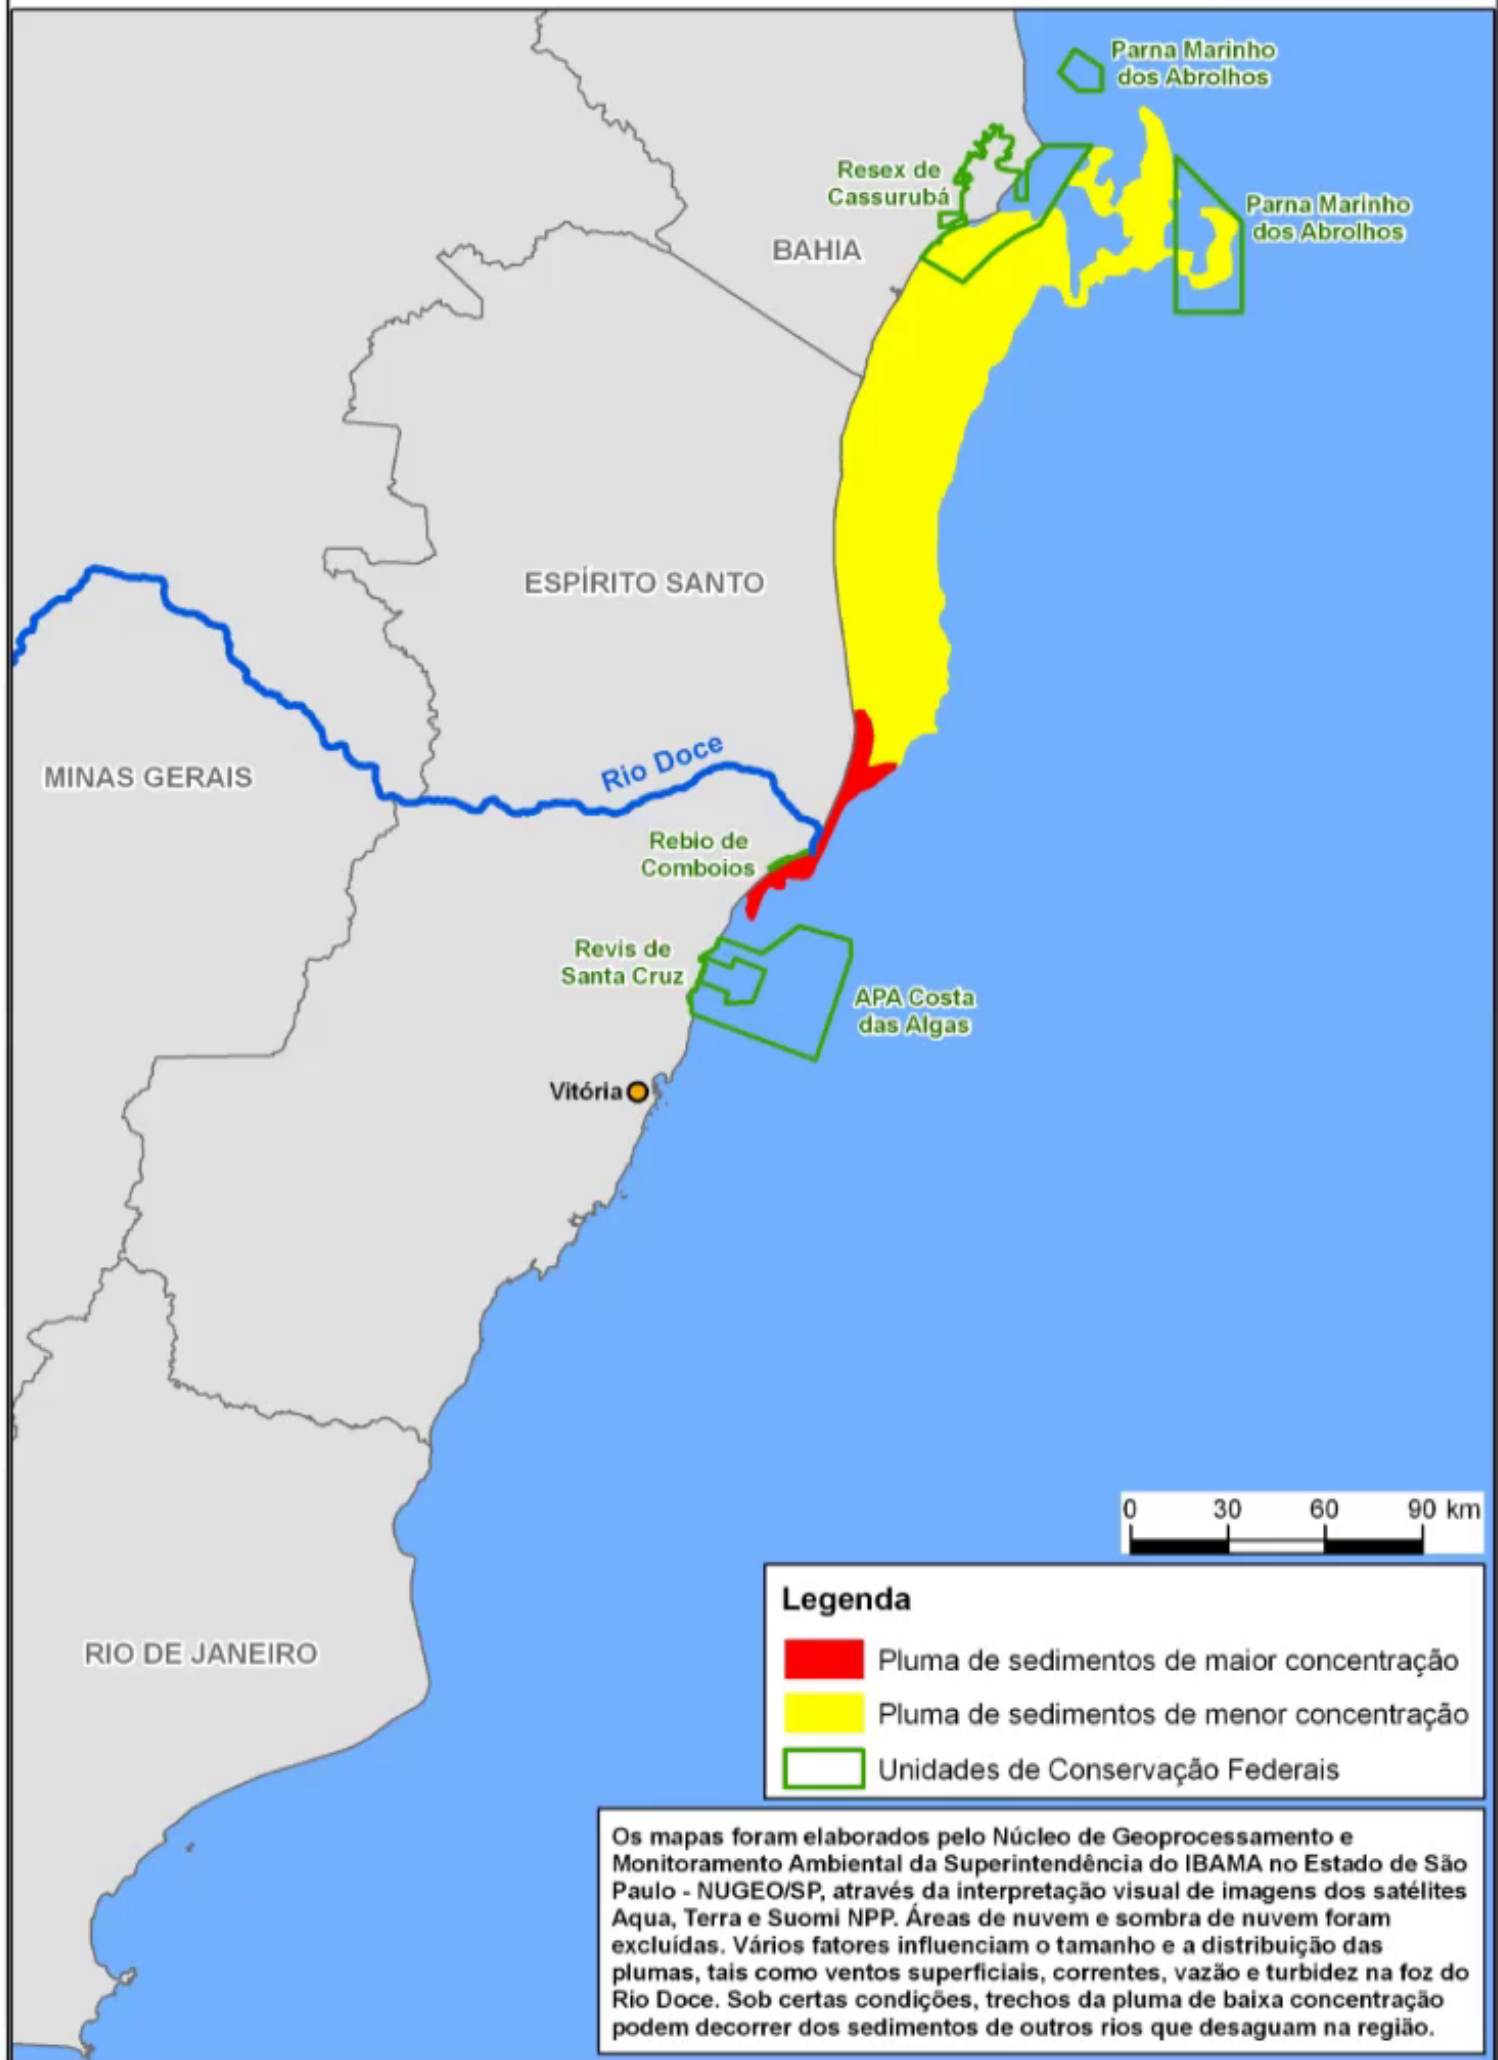 Parna Marinho
dos Abrolhos
Resex de
Cassurubá
Parna Marinho
dos Abrolhos
BAHIA
ESPÍRITO SANTO
Rio Doce
MINAS GERAIS
Rebio de
Comboios
Revis de
Santa Cruz
APA Costa
das Algas
Vitória
0 30 60 90 km
Legenda
RIO DE JANEIRO
Pluma de sedimentos de maior concentração
Pluma de sedimentos de menor concentração
Unidades de Conservação Federais
Os mapas foram elaborados pelo Núcleo de Geoprocessamento e
Monitoramento Ambiental da Superintendência do IBAMA no Estado de São
Paulo - NUGEO/SP, através da interpretação visual de imagens dos satélites
Aqua, Terra e Suomi NPP. Áreas de nuvem e sombra de nuvem foram
excluídas. Vários fatores influenciam o tamanho e a distribuição das
plumas, tais como ventos superficiais, correntes, vazão e turbidez na foz do
Rio Doce. Sob certas condições, trechos da pluma de baixa concentração
podem decorrer dos sedimentos de outros rios que desaguam na região.